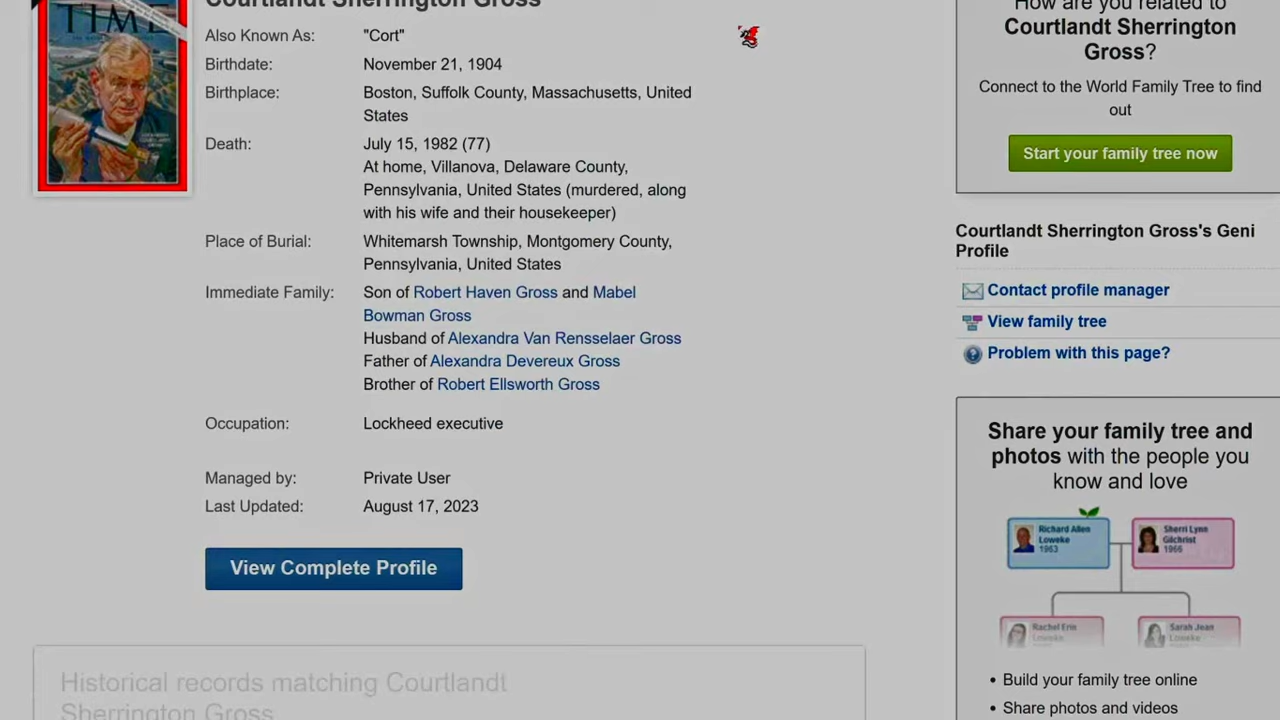 Courtlandt Sherrington Gross
TIME
Also Known As: "Cort"
Birthdate: November 21, 1904
Birthplace: Boston, Suffolk County, Massachusetts, United
States
Death: July 15, 1982 (77)
At home, Villanova, Delaware County,
Pennsylvania, United States (murdered, along
with his wife and their housekeeper)
Place of Burial: Whitemarsh Township, Montgomery County,
Pennsylvania, United States
Immediate Family: Son of Robert Haven Gross and Mabel
Bowman Gross
Husband of Alexandra Van Rensselaer Gross
Father of Alexandra Devereux Gross
Brother of Robert Ellsworth Gross
Occupation: Lockheed executive
Managed by: Private User
Last Updated: August 17, 2023
View Complete Profile
Historical records matching Courtlandt
Sherrington Gross
How are you related to
Courtlandt Sherrington
Gross?
Connect to the World Family Tree to find
out
Start your family tree now
Courtlandt Sherrington Gross's Geni
Profile
Contact profile manager
View family tree
Problem with this page?
Share your family tree and
photos with the people you
know and love
Richard Allen
Loweke
1963
Sherri Lynn
Gilchrist
1966
Rachel Erin
Loweke
Sarah Jean
Loweke
• Build your family tree online
• Share photos and videos